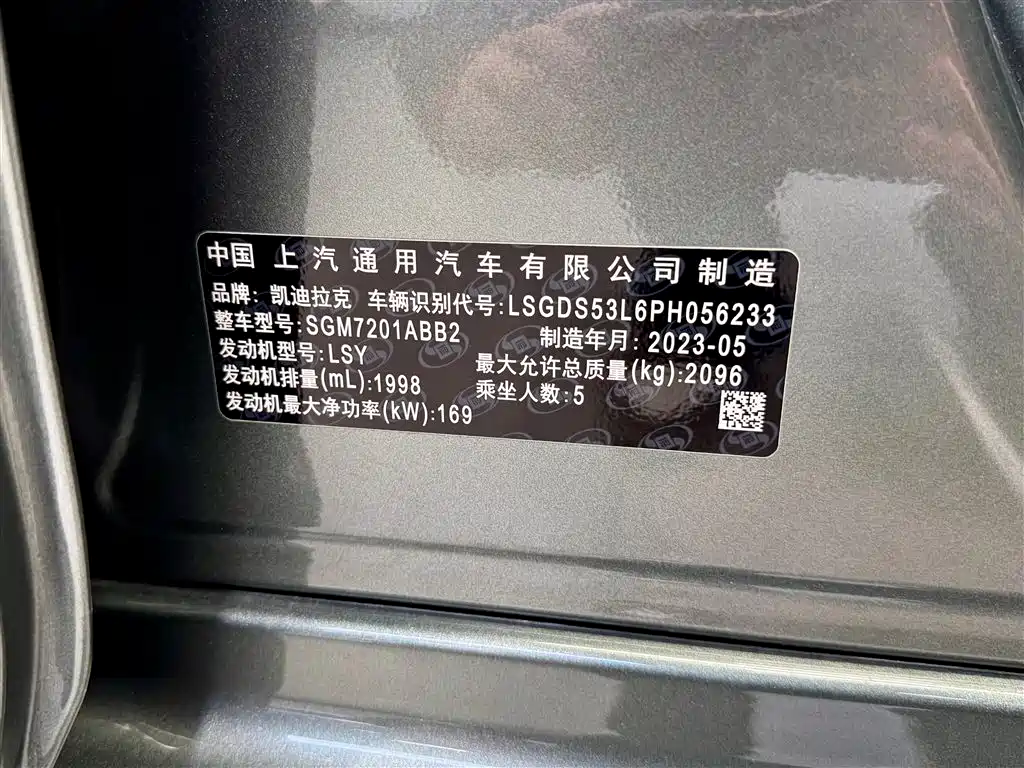 中国 上汽通用汽车有限公司制造
品牌: 凯迪拉克 车辆识别代号:LSGDS53L6PH056233
整车型号:SGM7201ABB2 制造年月: 2023-05
发动机型号:LSY 最大允许总质量(kg):2096
发动机排量(mL):1998 乘坐人数:5
发动机最大净功率(kW):169